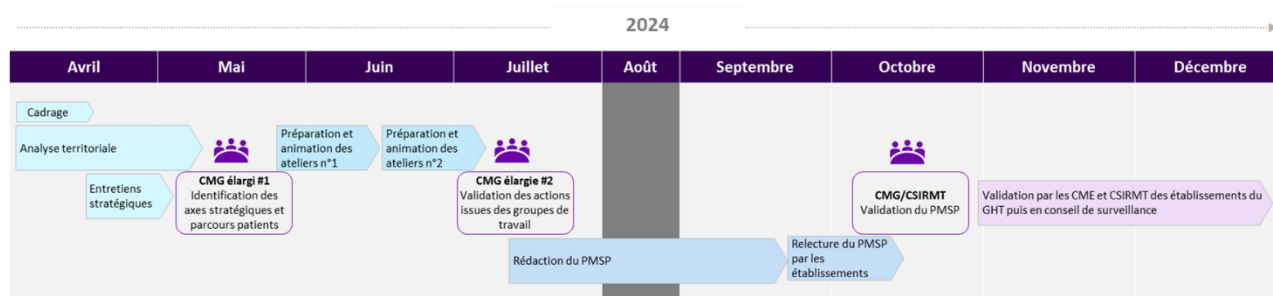 2024
Avril
Mai
Juin
Juillet
Août
Septembre
Octobre
Novembre
Décembre
Cadrage
Analyse territoriale
Entretiens
stratégiques
CMG élargi #1
Identification des
axes stratégiques et
parcours patients
Préparation et
animation des
ateliers n°1
Préparation et
animation des
ateliers n°2
CMG élargie #2
Validation des actions
issues des groupes de
travail
Rédaction du PMSP
Relecture du PMSP
par les
établissements
CMG/CSIRMT
Validation du PMSP
Validation par les CME et CSIRMT des établissements du
GHT puis en conseil de surveillance